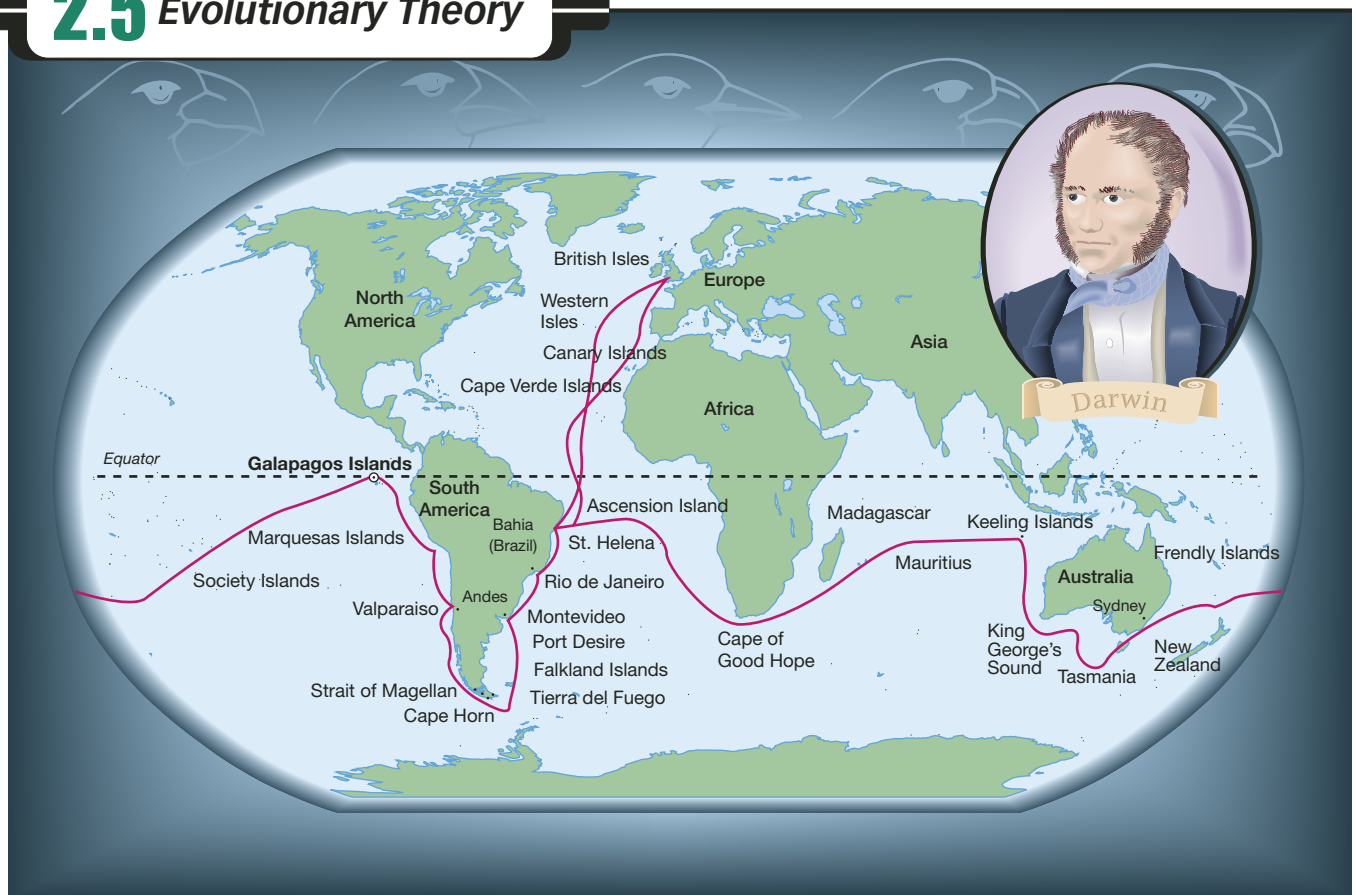 2.5 Evolutionary Theory
British Isles
Europe
North
America
Western
Isles
Asia
Canary Islands
Cape Verde Islands
Africa
Darwin
Equator
Galapagos Islands
South
America
Bahia
(Brazil)
Ascension Island
Madagascar
Keeling Islands
Marquesas Islands
St. Helena
Mauritius
Frendly Islands
Society Islands
Rio de Janeiro
Australia
Andes
Valparaiso
Sydney
Montevideo
Port Desire
Cape of
Good Hope
King
George's
Sound
New
Zealand
Falkland Islands
Tasmania
Strait of Magellan
Tierra del Fuego
Cape Horn